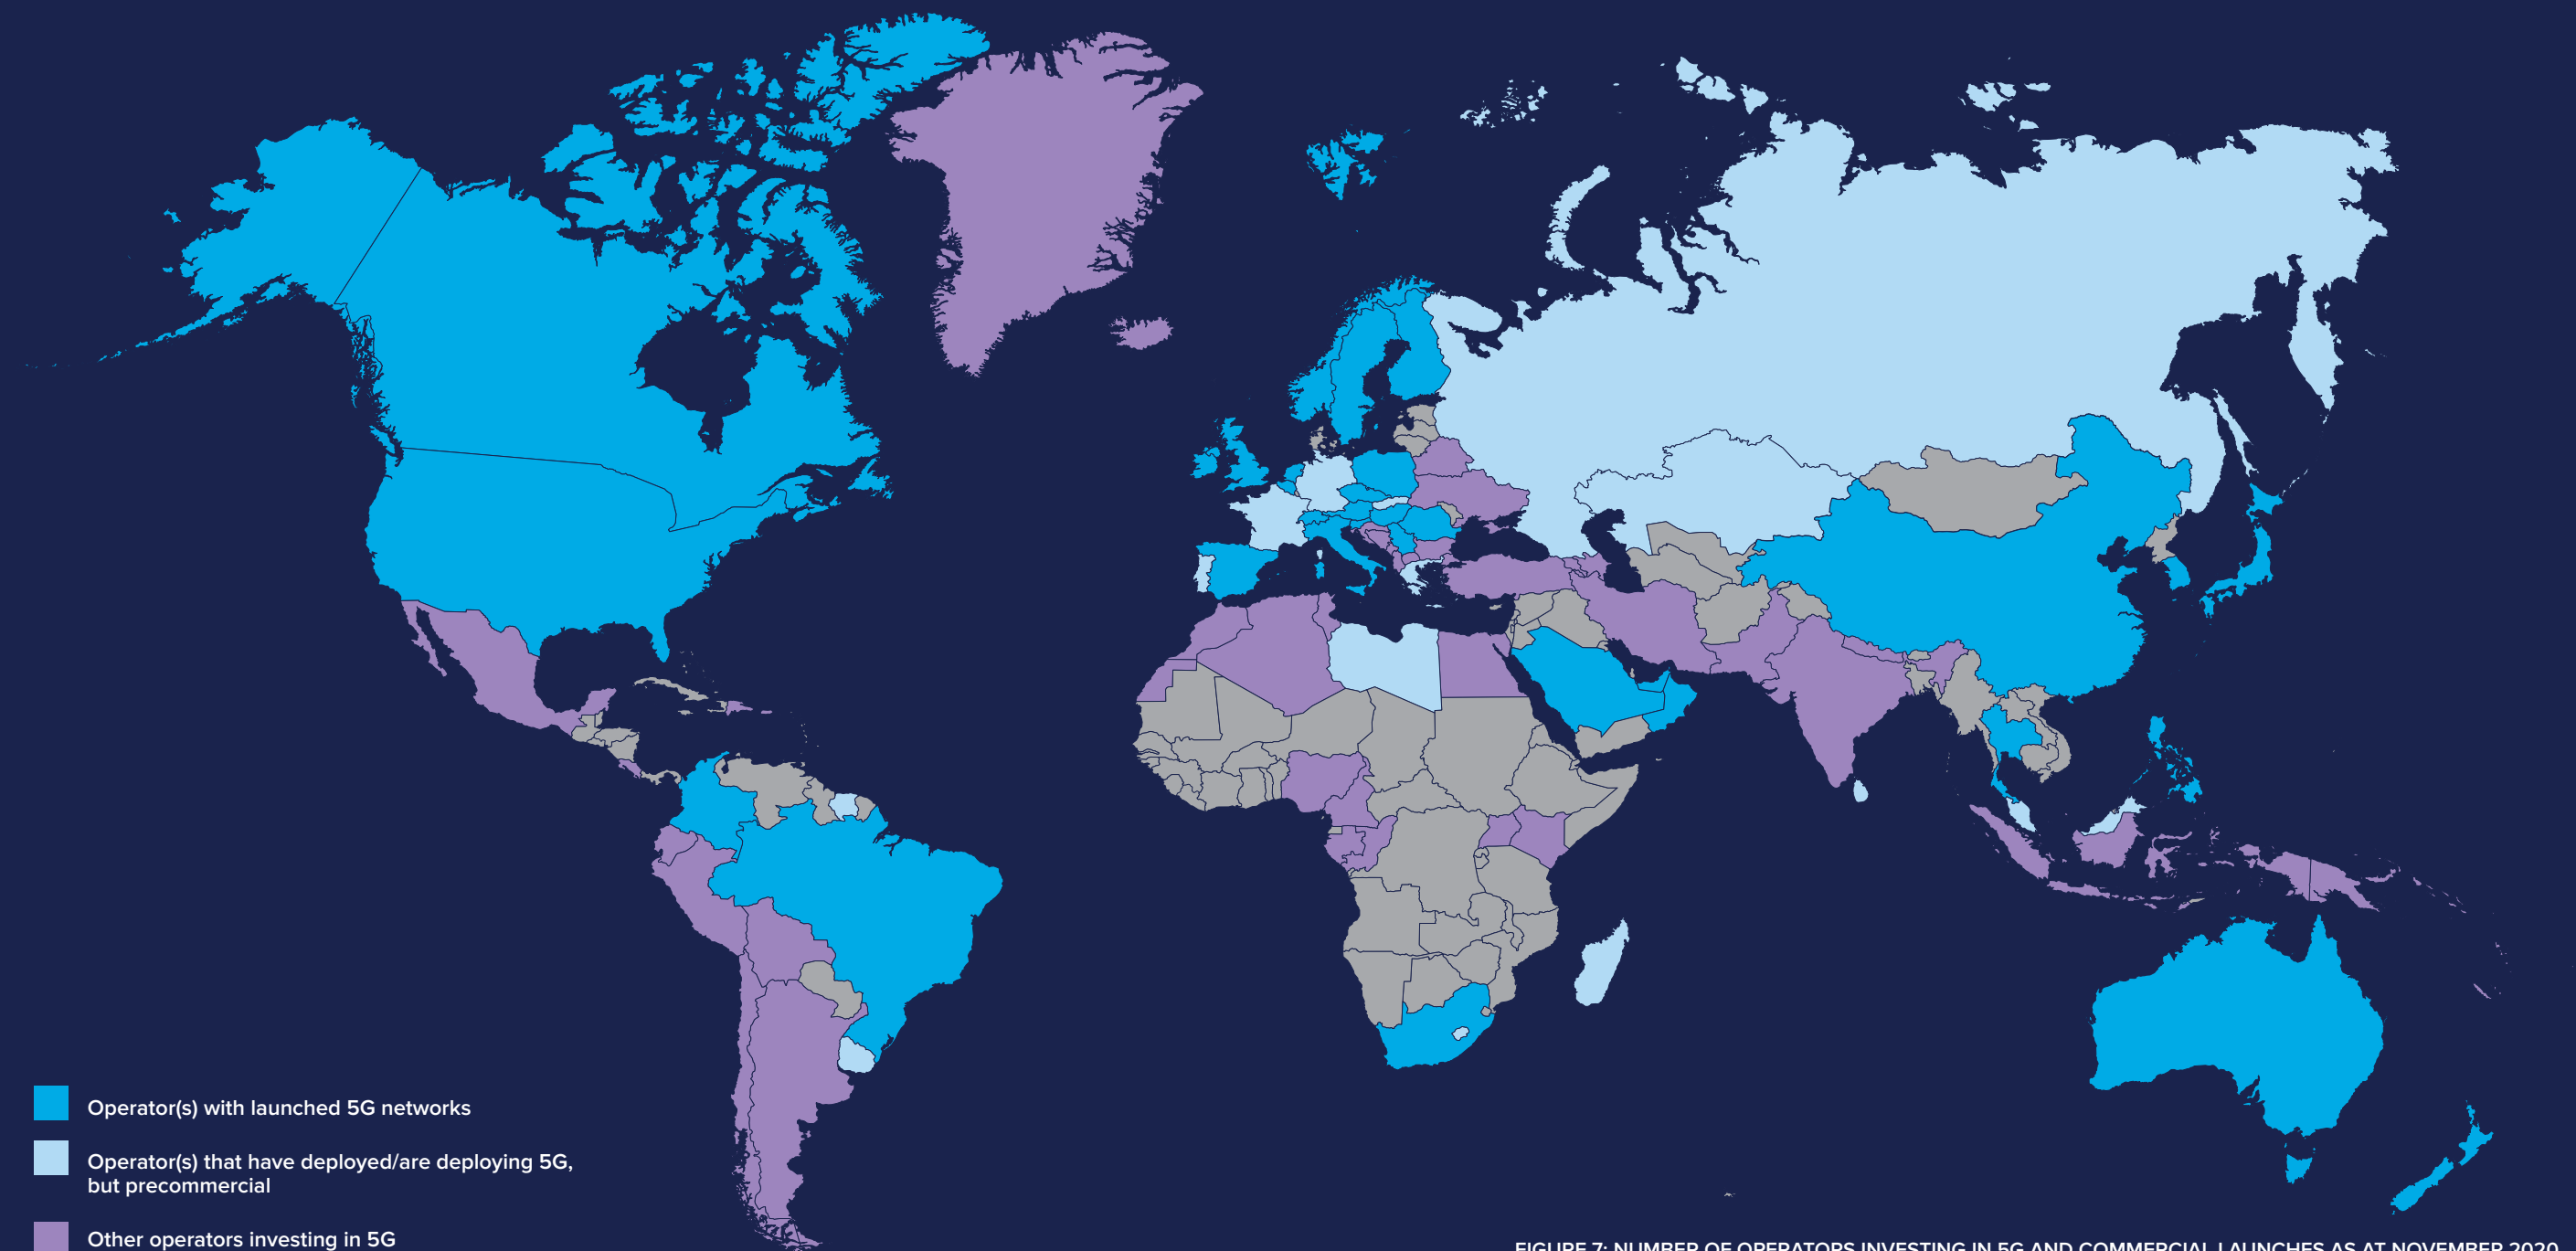 Operator(s) with launched 5G networks
Operator(s) that have deployed/are deploying 5G,
but precommercial
Other operators investing in 5G
FIGURE 7: NUMBER OF OPERATORS INVESTING IN 5G AND COMMERCIAL LAUNCHES AS AT NOVEMBER 2020